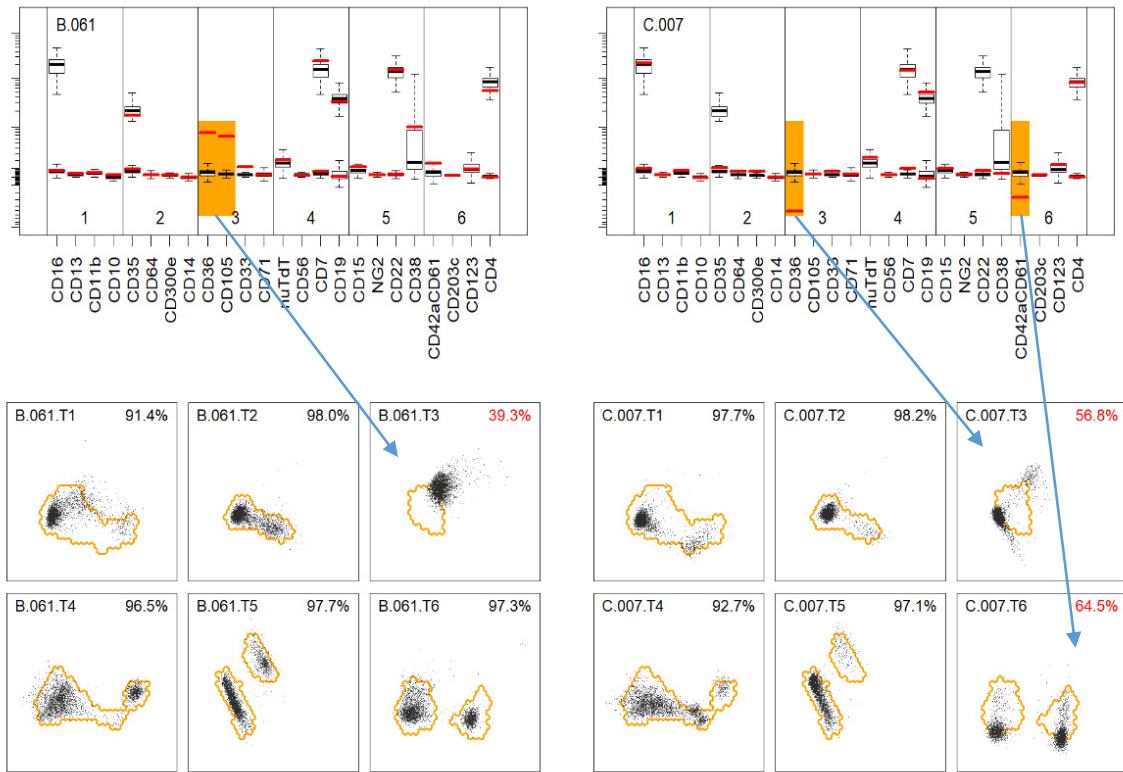 B.061
1 2 3 4 5 6
CD16 CD13 CD11b CD10 CD35 CD64 CD300e CD14 CD36 CD105 CD33 CD71 nuTdT CD56 CD7 CD19 CD15 NG2 CD22 CD38 CD42aCD61 CD203c CD123 CD4
C.007
1 2 3 4 5 6
CD16 CD13 CD11b CD10 CD35 CD64 CD300e CD14 CD36 CD105 CD33 CD71 nuTdT CD56 CD7 CD19 CD15 NG2 CD22 CD38 CD42aCD61 CD203c CD123 CD4
B.061.T1 91.4%
B.061.T2 98.0%
B.061.T3 39.3%
C.007.T1 97.7%
C.007.T2 98.2%
C.007.T3 56.8%
B.061.T4 96.5%
B.061.T5 97.7%
B.061.T6 97.3%
C.007.T4 92.7%
C.007.T5 97.1%
C.007.T6 64.5%